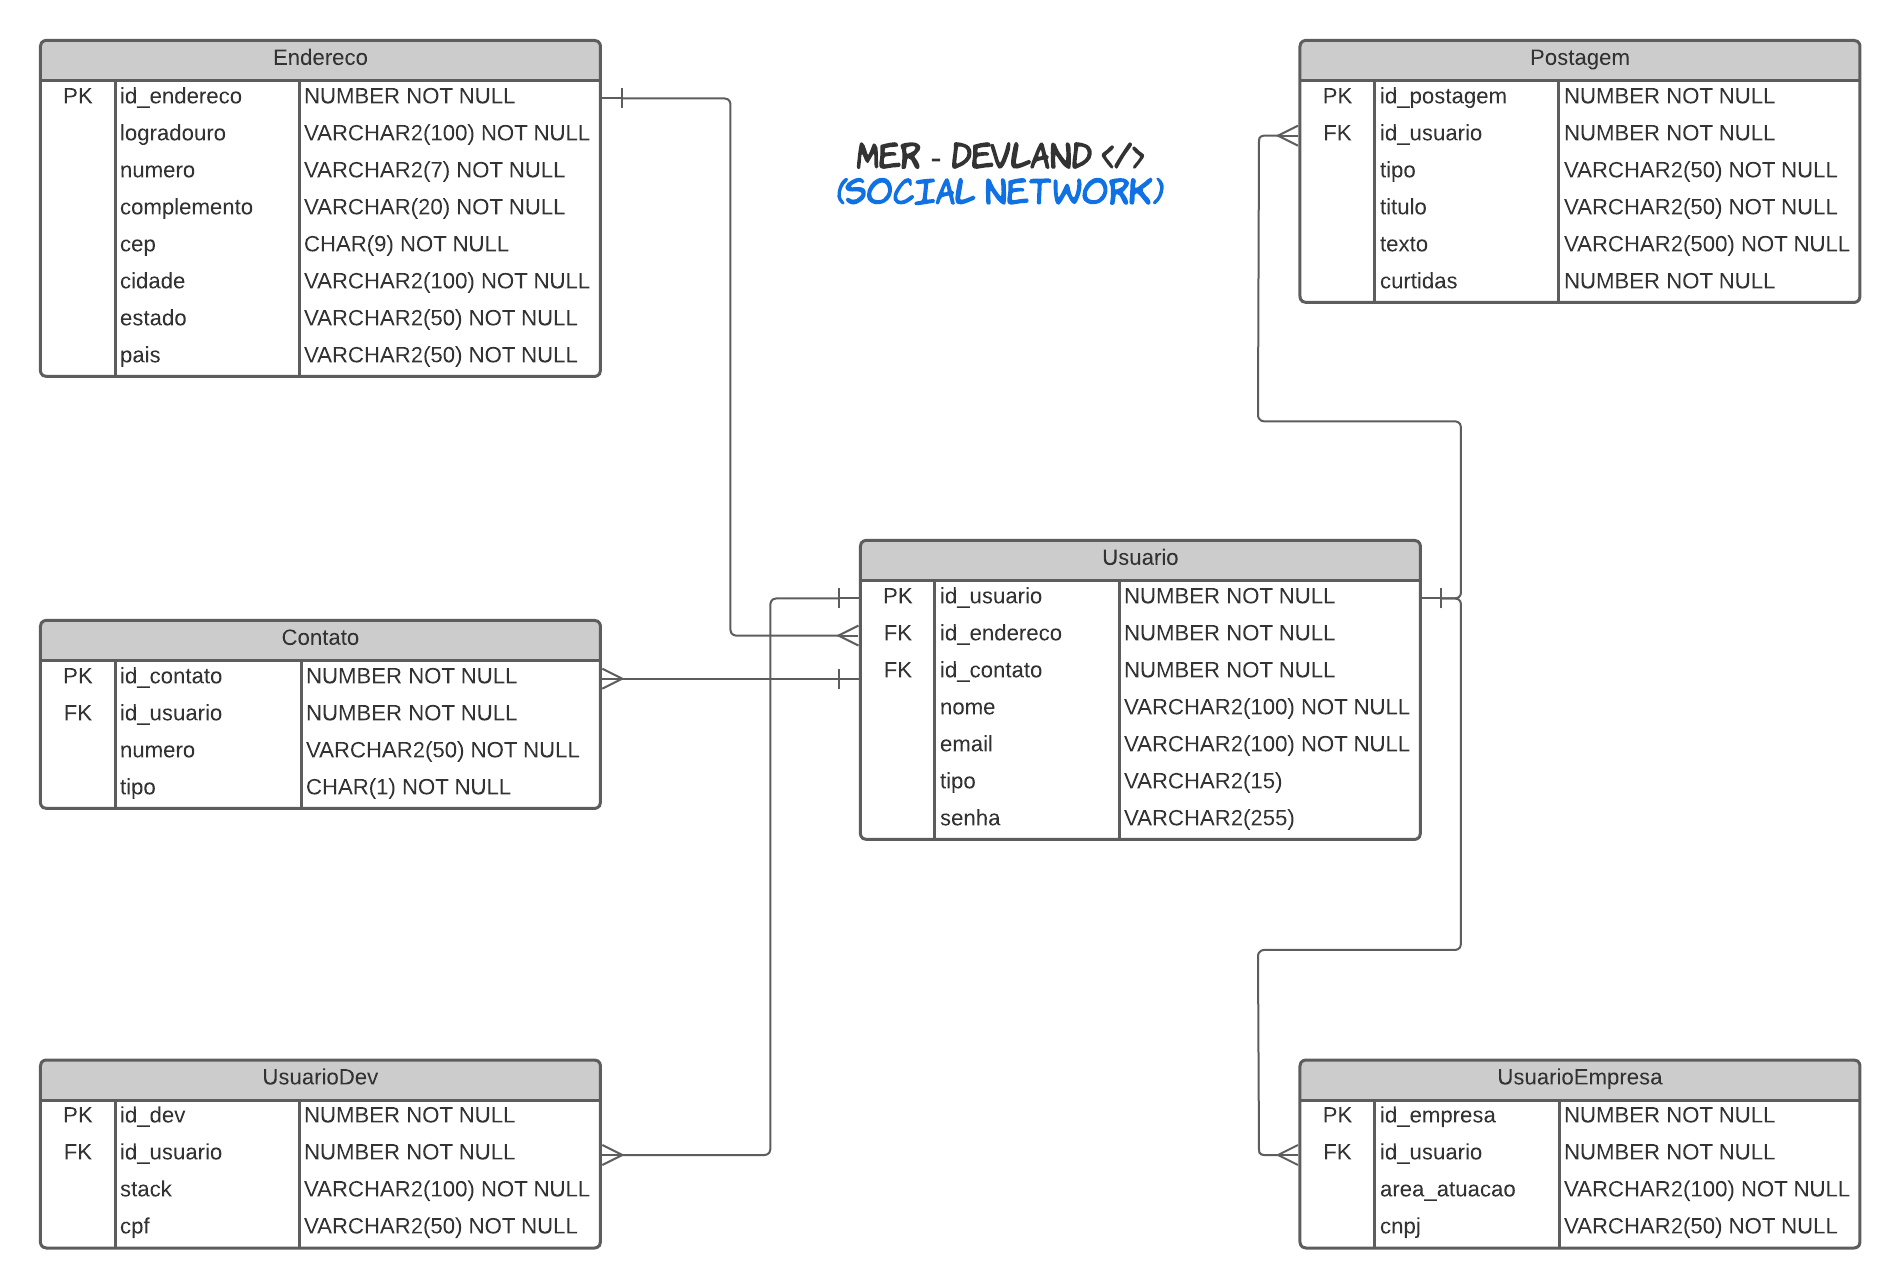 Endereco
PK id_endereco NUMBER NOT NULL
logradouro VARCHAR2(100) NOT NULL
numero VARCHAR2(7) NOT NULL
complemento VARCHAR(20) NOT NULL
cep CHAR(9) NOT NULL
cidade VARCHAR2(100) NOT NULL
estado VARCHAR2(50) NOT NULL
pais VARCHAR2(50) NOT NULL
MER - DEVLAND </>
(SOCIAL NETWORK)
Postagem
PK id_postagem NUMBER NOT NULL
FK id_usuario NUMBER NOT NULL
tipo VARCHAR2(50) NOT NULL
titulo VARCHAR2(50) NOT NULL
texto VARCHAR2(500) NOT NULL
curtidas NUMBER NOT NULL
Usuario
PK id_usuario NUMBER NOT NULL
FK id_endereco NUMBER NOT NULL
FK id_contato NUMBER NOT NULL
nome VARCHAR2(100) NOT NULL
email VARCHAR2(100) NOT NULL
tipo VARCHAR2(15)
senha VARCHAR2(255)
Contato
PK id_contato NUMBER NOT NULL
FK id_usuario NUMBER NOT NULL
numero VARCHAR2(50) NOT NULL
tipo CHAR(1) NOT NULL
UsuarioDev
PK id_dev NUMBER NOT NULL
FK id_usuario NUMBER NOT NULL
stack VARCHAR2(100) NOT NULL
cpf VARCHAR2(50) NOT NULL
UsuarioEmpresa
PK id_empresa NUMBER NOT NULL
FK id_usuario NUMBER NOT NULL
area_atuacao VARCHAR2(100) NOT NULL
cnpj VARCHAR2(50) NOT NULL